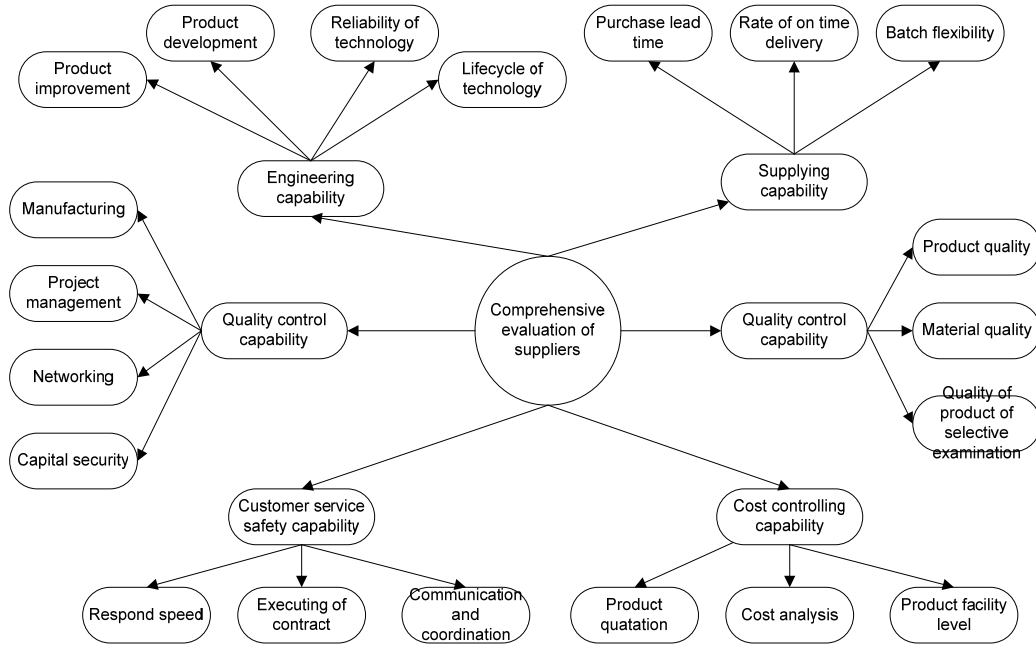 Product
development
Reliability of
technology
Purchase lead
time
Rate of on time
delivery
Batch flexibility
Product
improvement
Lifecycle of
technology
Engineering
capability
Supplying
capability
Manufacturing
Product quality
Project
management
Quality control
capability
Comprehensive
evaluation of
suppliers
Quality control
capability
Material quality
Networking
Quality of
product of
selective
examination
Capital security
Customer service
safety capability
Cost controlling
capability
Respond speed
Executing of
contract
Communication
and
coordination
Product
quatation
Cost analysis
Product facility
level